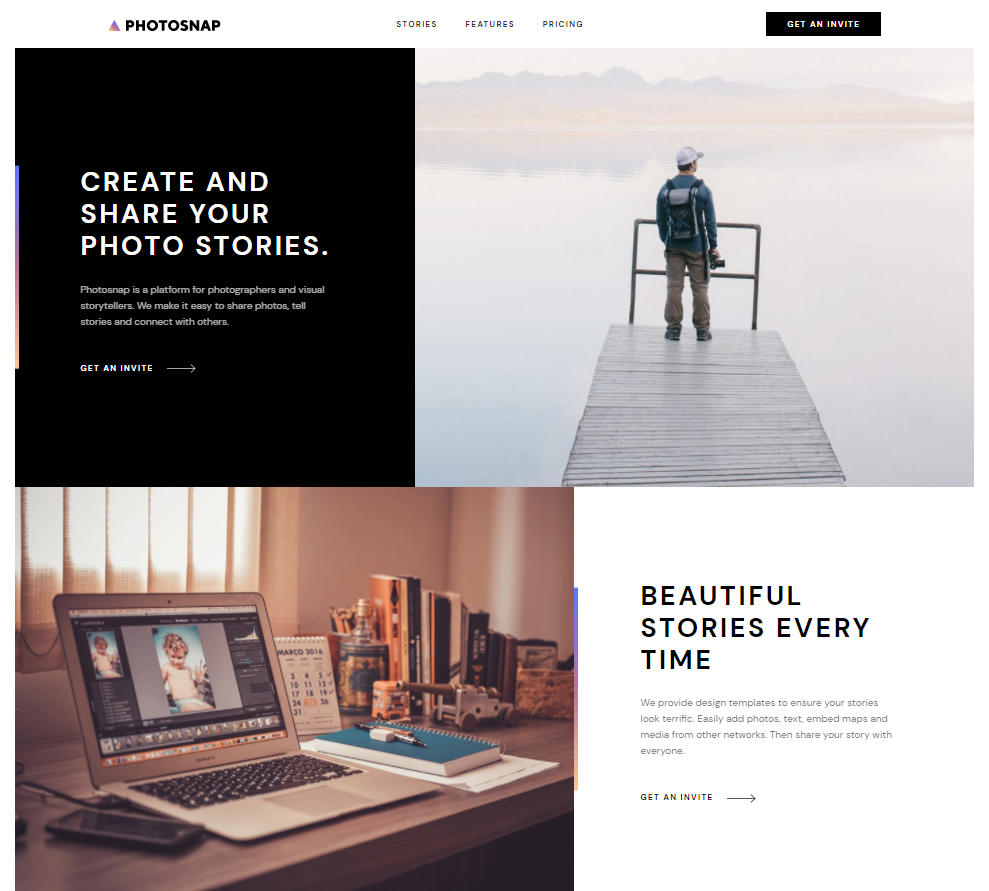 PHOTOSNAP
STORIES FEATURES PRICING
GET AN INVITE
CREATE AND
SHARE YOUR
PHOTO STORIES.
Photosnap is a platform for photographers and visual
storytellers. We make it easy to share photos, tell
stories and connect with others.
GET AN INVITE
MARÇO 2016
BEAUTIFUL
STORIES EVERY
TIME
We provide design templates to ensure your stories
look terrific. Easily add photos, text, embed maps and
media from other networks. Then share your story with
everyone.
GET AN INVITE